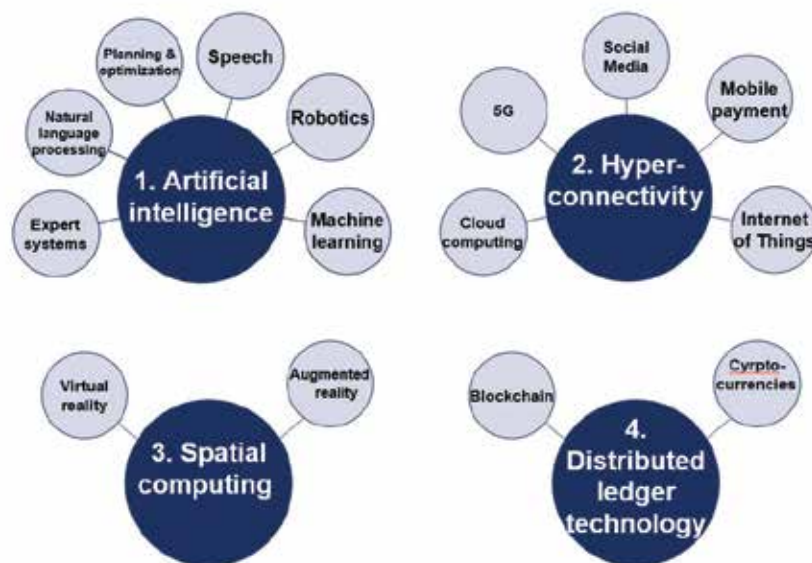 Planning &
optimization
Speech
Natural
language
processing
Robotics
Expert
systems
Machine
learning
1. Artificial
intelligence
Social
Media
5G
Mobile
payment
Cloud
computing
Internet
of Things
2. Hyper-
connectivity
Virtual
reality
Augmented
reality
3. Spatial
computing
Blockchain
Cyrpto-
currencies
4.
Distributed
ledger
technology